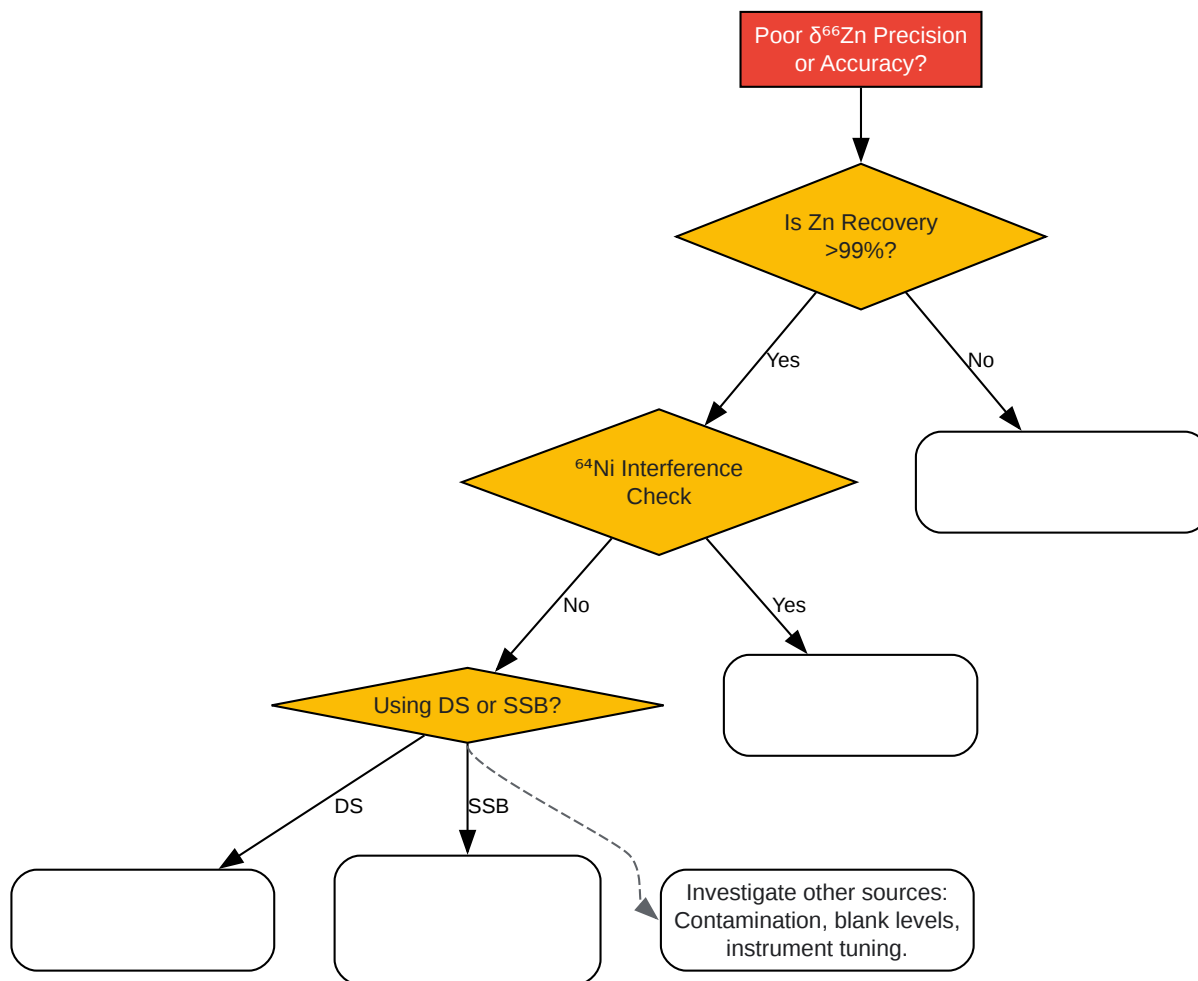 Poor δ⁶⁶Zn Precision
or Accuracy?
Is Zn Recovery
>99%?
Yes
No
⁶⁴Ni Interference
Check
No
Yes
Using DS or SSB?
DS
SSB
Investigate other sources:
Contamination, blank levels,
instrument tuning.